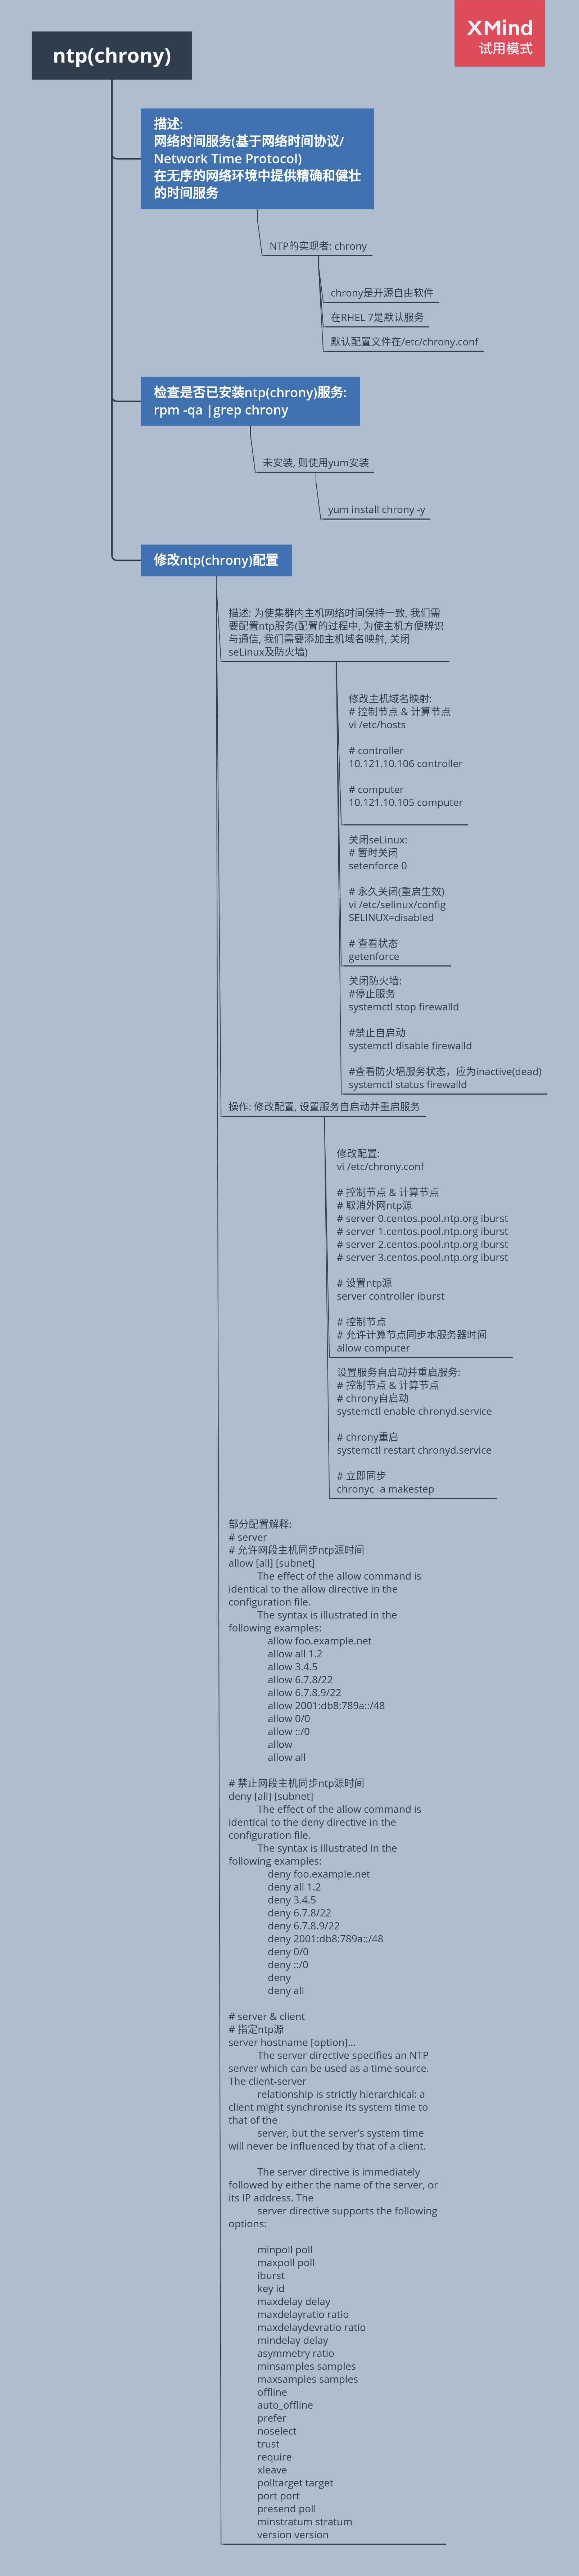 XMind
试用模式
ntp(chrony)
描述:
网络时间服务(基于网络时间协议/
Network Time Protocol)
在无序的网络环境中提供精确和健壮
的时间服务
NTP的实现者: chrony
chrony是开源自由软件
在RHEL 7是默认服务
默认配置文件在/etc/chrony.conf
检查是否已安装ntp(chrony)服务:
rpm -qa |grep chrony
未安装, 则使用yum安装
yum install chrony -y
修改ntp(chrony)配置
描述: 为使集群内主机网络时间保持一致, 我们需
要配置ntp服务(配置的过程中, 为使主机方便辨识
与通信, 我们需要添加主机域名映射, 关闭
seLinux及防火墙)
修改主机域名映射:
# 控制节点 & 计算节点
vi /etc/hosts
# controller
10.121.10.106 controller
# computer
10.121.10.105 computer
关闭seLinux:
# 暂时关闭
setenforce 0
# 永久关闭(重启生效)
vi /etc/selinux/config
SELINUX=disabled
# 查看状态
getenforce
关闭防火墙:
#停止服务
systemctl stop firewalld
#禁止自启动
systemctl disable firewalld
#查看防火墙服务状态，应为inactive(dead)
systemctl status firewalld
操作: 修改配置, 设置服务自启动并重启服务
修改配置:
vi /etc/chrony.conf
# 控制节点 & 计算节点
# 取消外网ntp源
# server 0.centos.pool.ntp.org iburst
# server 1.centos.pool.ntp.org iburst
# server 2.centos.pool.ntp.org iburst
# server 3.centos.pool.ntp.org iburst
# 设置ntp源
server controller iburst
# 控制节点
# 允许计算节点同步本服务器时间
allow computer
设置服务自启动并重启服务:
# 控制节点 & 计算节点
# chrony自启动
systemctl enable chronyd.service
# chrony重启
systemctl restart chronyd.service
# 立即同步
chronyc -a makestep
部分配置解释:
# server
# 允许网段主机同步ntp源时间
allow [all] [subnet]
The effect of the allow command is
identical to the allow directive in the
configuration file.
The syntax is illustrated in the
following examples:
allow foo.example.net
allow all 1.2
allow 3.4.5
allow 6.7.8/22
allow 6.7.8.9/22
allow 2001:db8:789a::/48
allow 0/0
allow ::/0
allow
allow all
# 禁止网段主机同步ntp源时间
deny [all] [subnet]
The effect of the allow command is
identical to the deny directive in the
configuration file.
The syntax is illustrated in the
following examples:
deny foo.example.net
deny all 1.2
deny 3.4.5
deny 6.7.8/22
deny 6.7.8.9/22
deny 2001:db8:789a::/48
deny 0/0
deny ::/0
deny
deny all
# server & client
# 指定ntp源
server hostname [option]...
The server directive specifies an NTP
server which can be used as a time source.
The client-server
relationship is strictly hierarchical: a
client might synchronise its system time to
that of the
server, but the server's system time
will never be influenced by that of a client.
The server directive is immediately
followed by either the name of the server, or
its IP address. The
server directive supports the following
options:
minpoll poll
maxpoll poll
iburst
key id
maxdelay delay
maxdelayratio ratio
maxdelaydevratio ratio
mindelay delay
asymmetry ratio
minsamples samples
maxsamples samples
offline
auto_offline
prefer
noselect
trust
require
xleave
polltarget target
port port
presend poll
minstratum stratum
version version